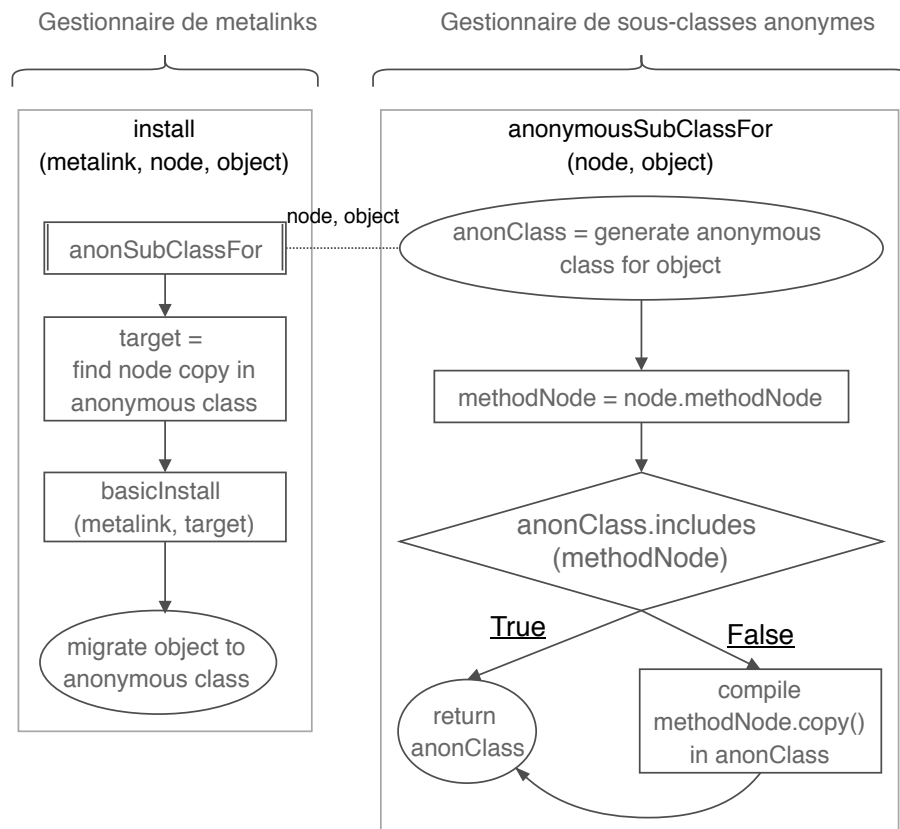 Gestionnaire de metalinks
Gestionnaire de sous-classes anonymes
install
(metalink, node, object)
anonSubClassFor
node, object
target =
find node copy in
anonymous class
basicInstall
(metalink, target)
migrate object to
anonymous class
anonymousSubClassFor
(node, object)
anonClass = generate anonymous
class for object
methodNode = node.methodNode
anonClass.includes
(methodNode)
True
False
return
anonClass
compile
methodNode.copy()
in anonClass